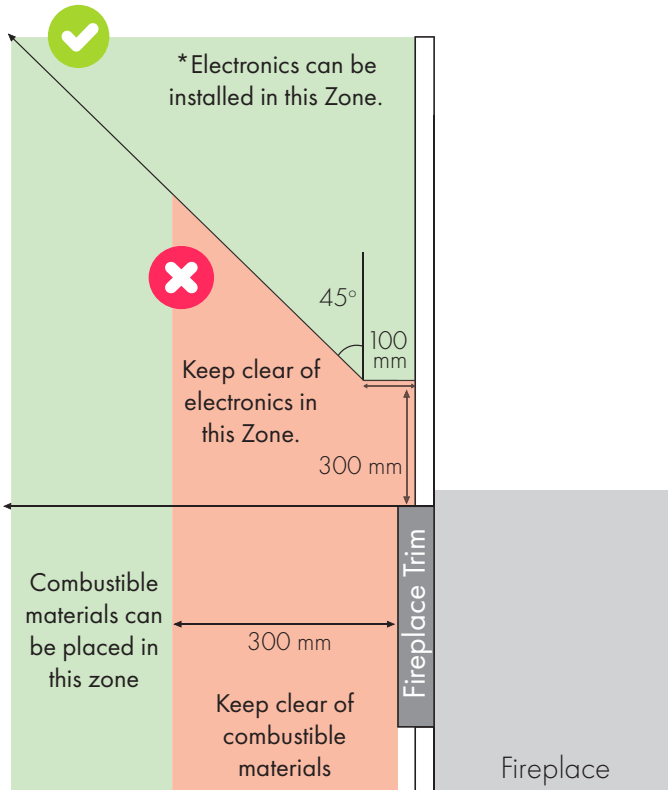 *Electronics can be
installed in this Zone.
45°
100
mm
Keep clear of
electronics in
this Zone.
300 mm
Combustible
materials can
be placed in
this zone
300 mm
Fireplace Trim
Keep clear of
combustible
materials
Fireplace